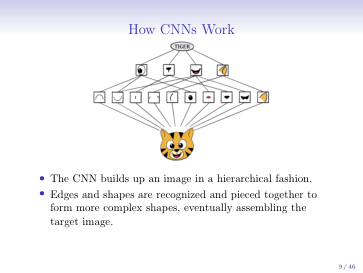 How CNNs Work
TIGER
The CNN builds up an image in a hierarchical fashion.
Edges and shapes are recognized and pieced together to
form more complex shapes, eventually assembling the
target image.
9 / 46